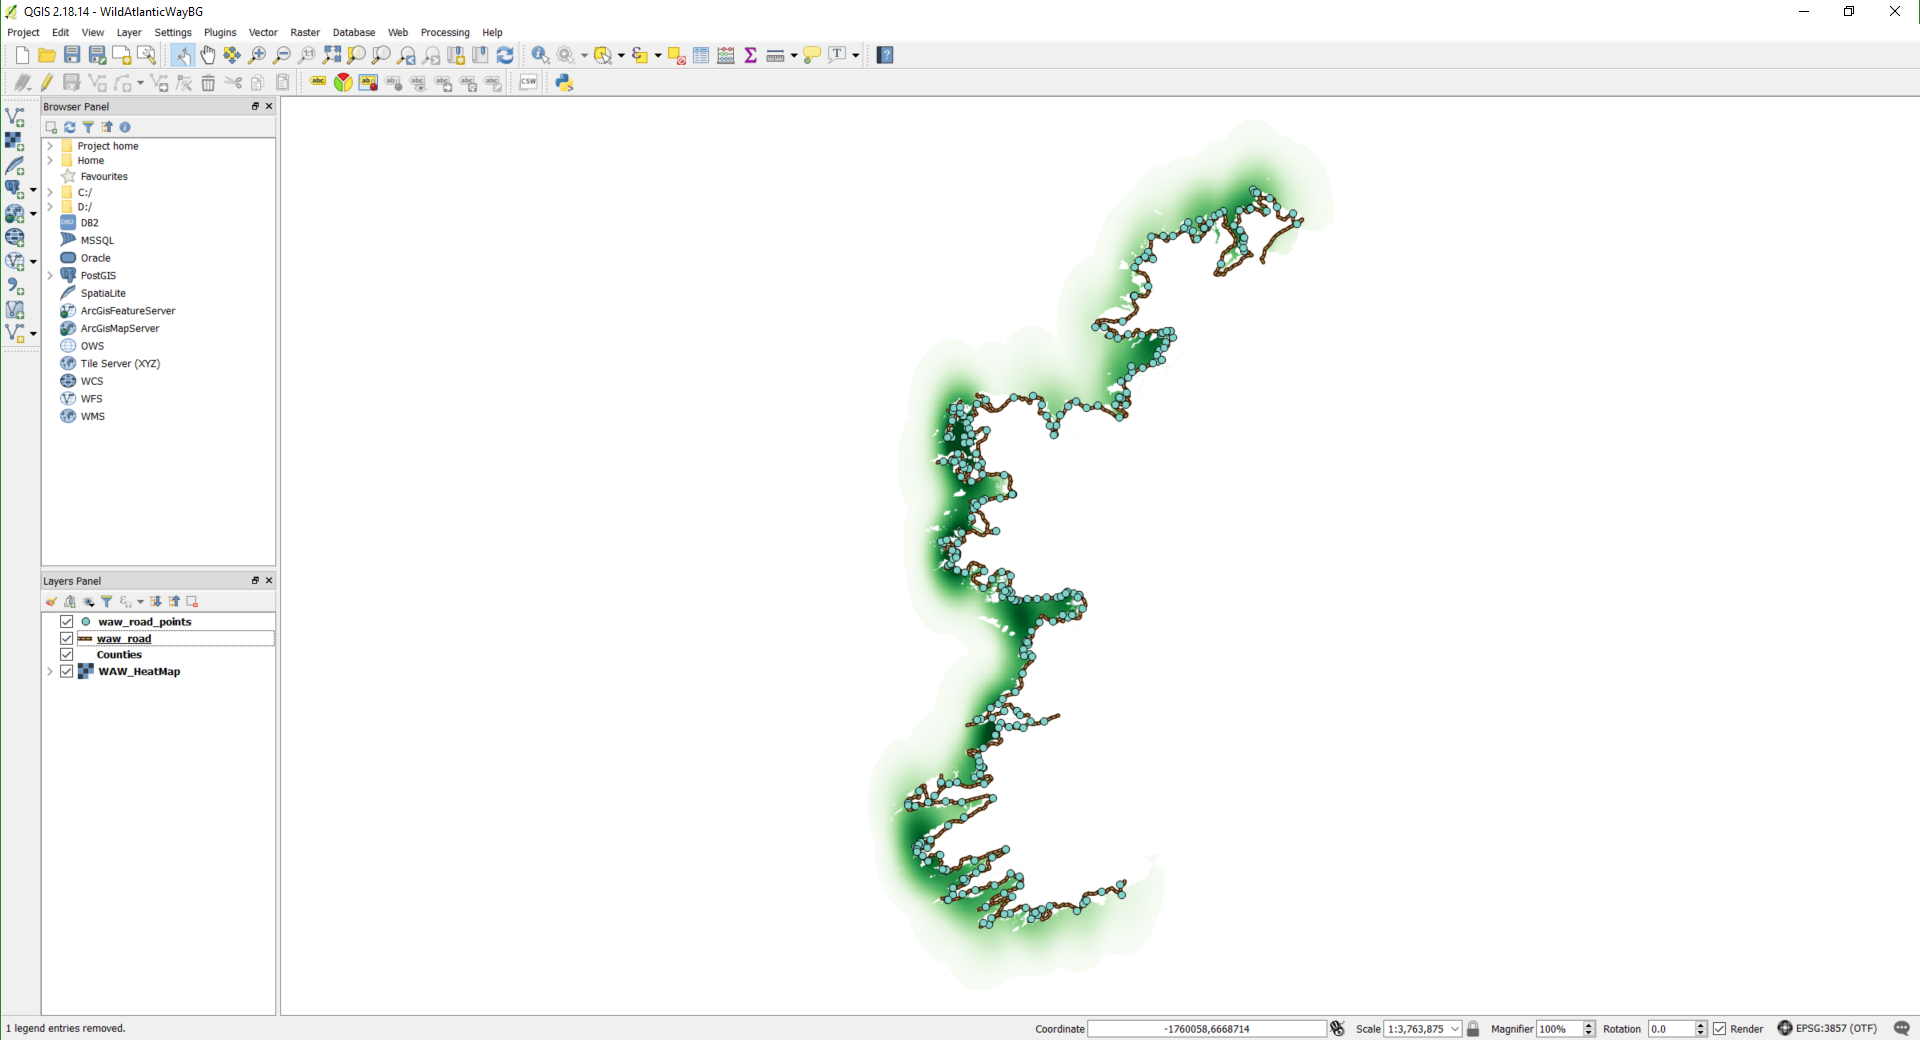 QGIS 2.18.14 - WildAtlanticWayBG
Project Edit View Layer Settings Plugins Vector Raster Database Web Processing Help
abc abc CSW
Browser Panel
Project home
Home
Favourites
C:/
D:/
DB2
MSSQL
Oracle
PostGIS
SpatiaLite
ArcGisFeatureServer
ArcGisMapServer
OWS
Tile Server (XYZ)
WCS
WFS
WMS
Layers Panel
waw_road_points
waw_road
Counties
WAW_HeatMap
1 legend entries removed.
Coordinate -1760058,6668714 Scale 1:3,763,875 Magnifier 100% Rotation 0.0 Render EPSG:3857 (OTF)